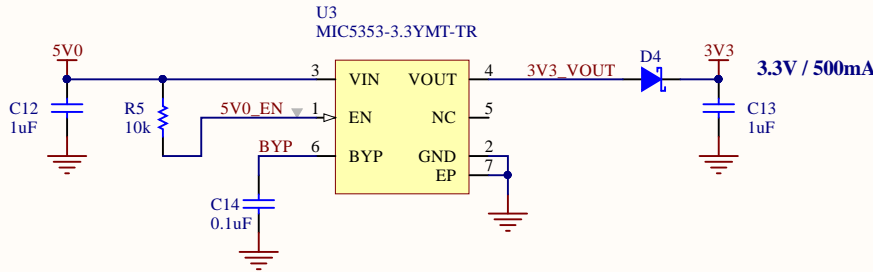 U3
MIC5353-3.3YMT-TR
5V0
3 VIN VOUT 4 3V3_VOUT D4 3V3 3.3V / 500mA
C12
1uF
R5
10k
5V0_EN 1 EN NC 5
C13
1uF
BYP 6 BYP GND 2
EP 7
C14
0.1uF